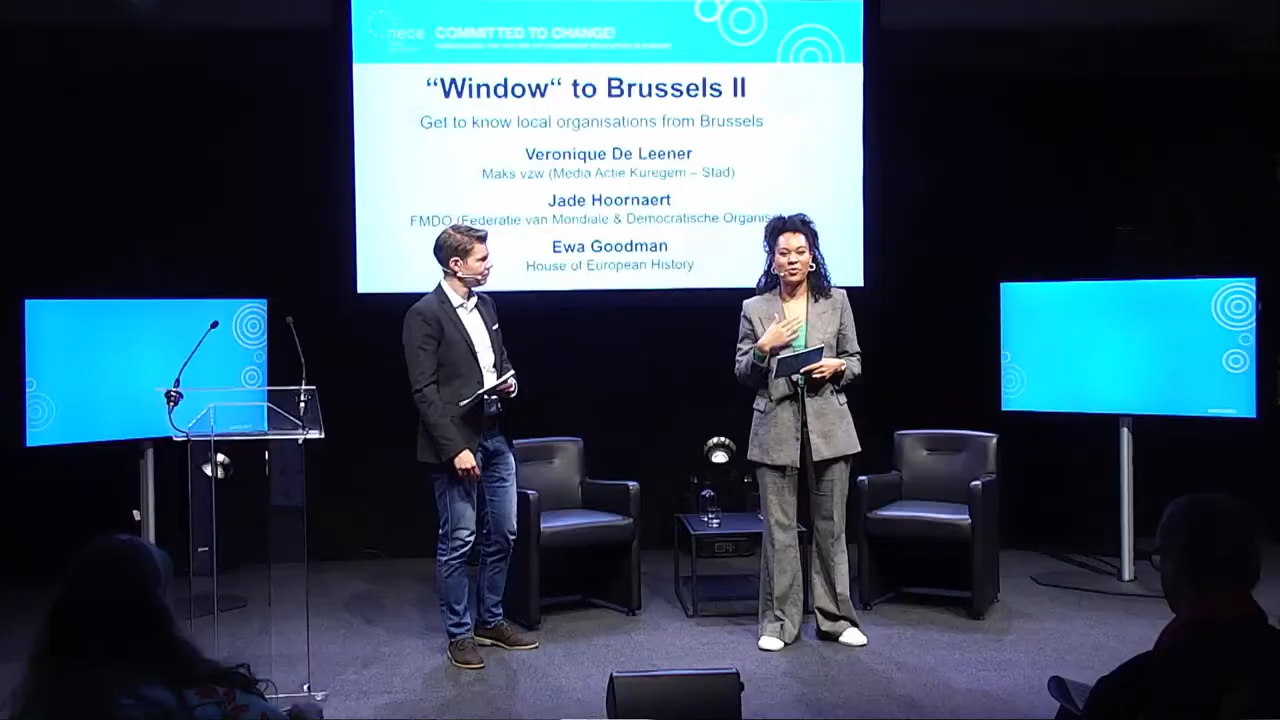 nece COMMITTED TO CHANGE!
“Window“ to Brussels II
Get to know local organisations from Brussels
Veronique De Leener
Maks vzw (Media Actie Kuregem – Stad)
Jade Hoornaert
FMDO (Federatie van Mondiale & Democratische
Ewa Goodman
House of European History